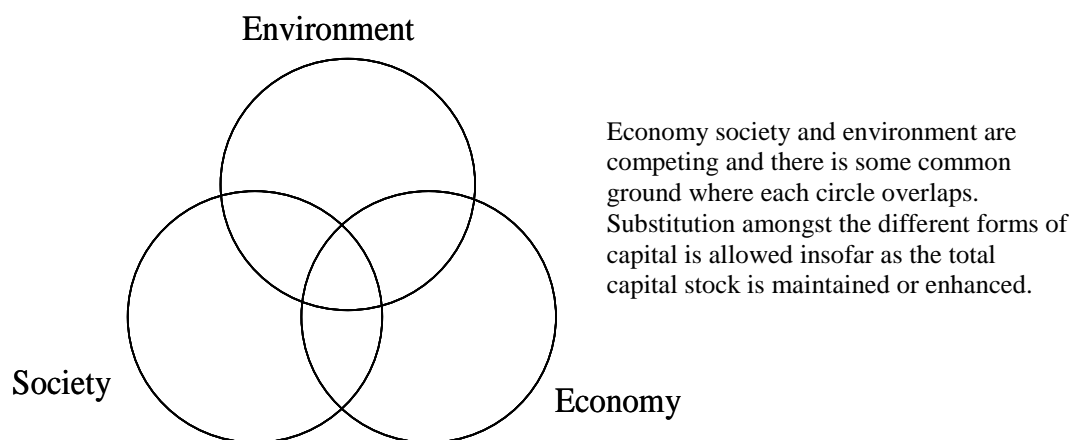 Environment
Economy society and environment are
competing and there is some common
ground where each circle overlaps.
Substitution amongst the different forms of
capital is allowed insofar as the total
capital stock is maintained or enhanced.
Society
Economy